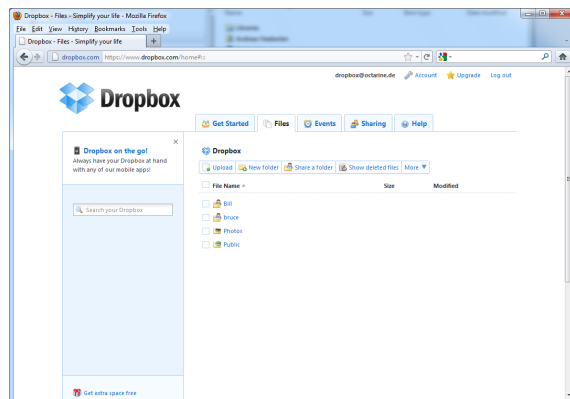 Dropbox - Files - Simplify your life - Mozilla Firefox
File Edit View History Bookmarks Tools Help
Dropbox - Files - Simplify your life +
dropbox.com https://www.dropbox.com/home#:::
dropbox@octarine.de Account Upgrade Log out
Dropbox
Get Started Files Events Sharing Help
Dropbox on the go! ×
Always have your Dropbox at hand
with any of our mobile apps!
Search your Dropbox
Get extra space free
Dropbox
Upload New folder Share a folder Show deleted files More ▼
File Name Size Modified
Bill
bruce
Photos
Public